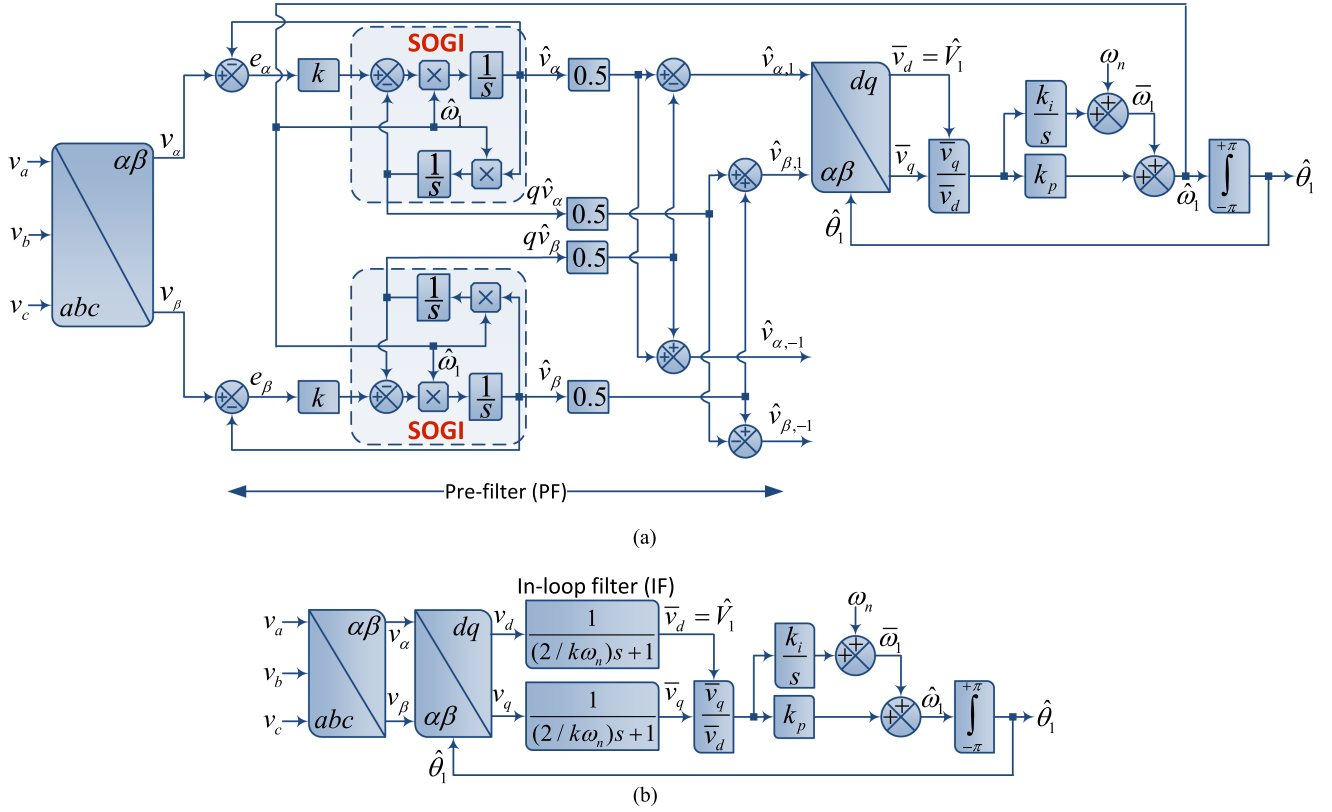 SOGI
e_α
k
+
−
×
1/s
v̂_α
0.5
+
−
v̂_{α,1}
dq
αβ
v̄_d = V̂_1
ω_n
k_i/s
+
+
ω̄_1
ω̂_1
v_α
αβ
v_a
1/s
×
qv̂_α
0.5
+
+
v̂_{β,1}
v̄_q
v̄_q/v̄_d
k_p
+
+
ω̂_1
+π
∫
−π
θ̂_1
θ̂_1
v_b
qv̂_β
0.5
v_c
abc
v_β
1/s
×
+
+
v̂_{α,−1}
ω̂_1
e_β
k
+
−
×
1/s
v̂_β
0.5
+
−
v̂_{β,−1}
SOGI
Pre-filter (PF)
(a)
In-loop filter (IF)
v_a
v_b
v_c
αβ
abc
v_α
v_β
dq
αβ
v_d
v_q
1/((2 / kω_n)s + 1)
1/((2 / kω_n)s + 1)
v̄_d = V̂_1
v̄_q
v̄_q/v̄_d
ω_n
k_i/s
+
+
ω̄_1
k_p
+
+
ω̂_1
+π
∫
−π
θ̂_1
θ̂_1
(b)